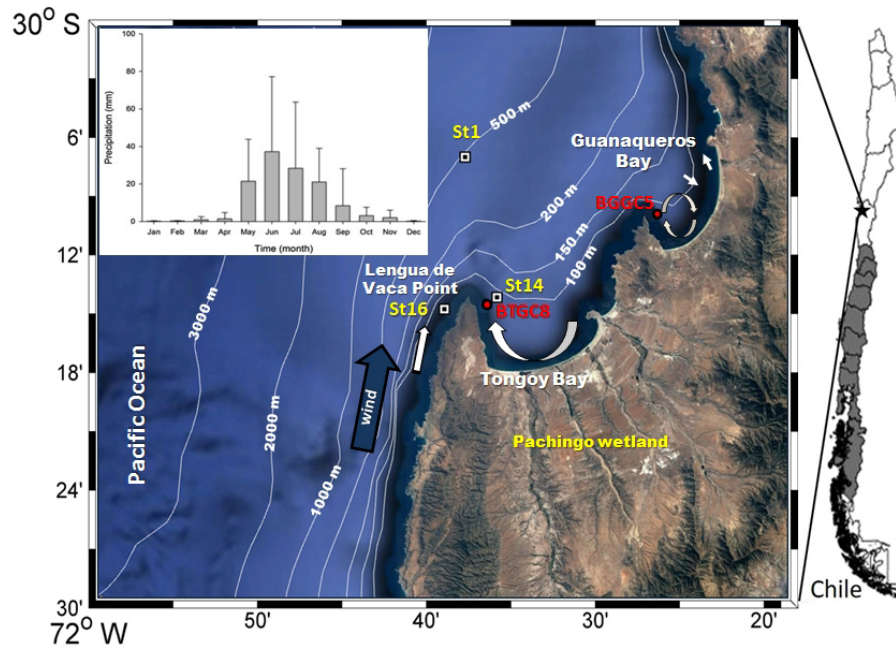 30° S
6'
12'
18'
24'
30'
72° W
50'
40'
30'
20'
Precipitation (mm)
100
80
60
40
20
0
Jan Feb Mar Apr May Jun Jul Aug Sep Oct Nov Dec
Time (month)
500 m
St1
Guanaqueros
Bay
BGGC5
200 m
150 m
100 m
Lengua de
Vaca Point
St16
St14
BTGC8
Tongoy Bay
Pachingo wetland
wind
Pacific Ocean
3000 m
2000 m
1000 m
Chile